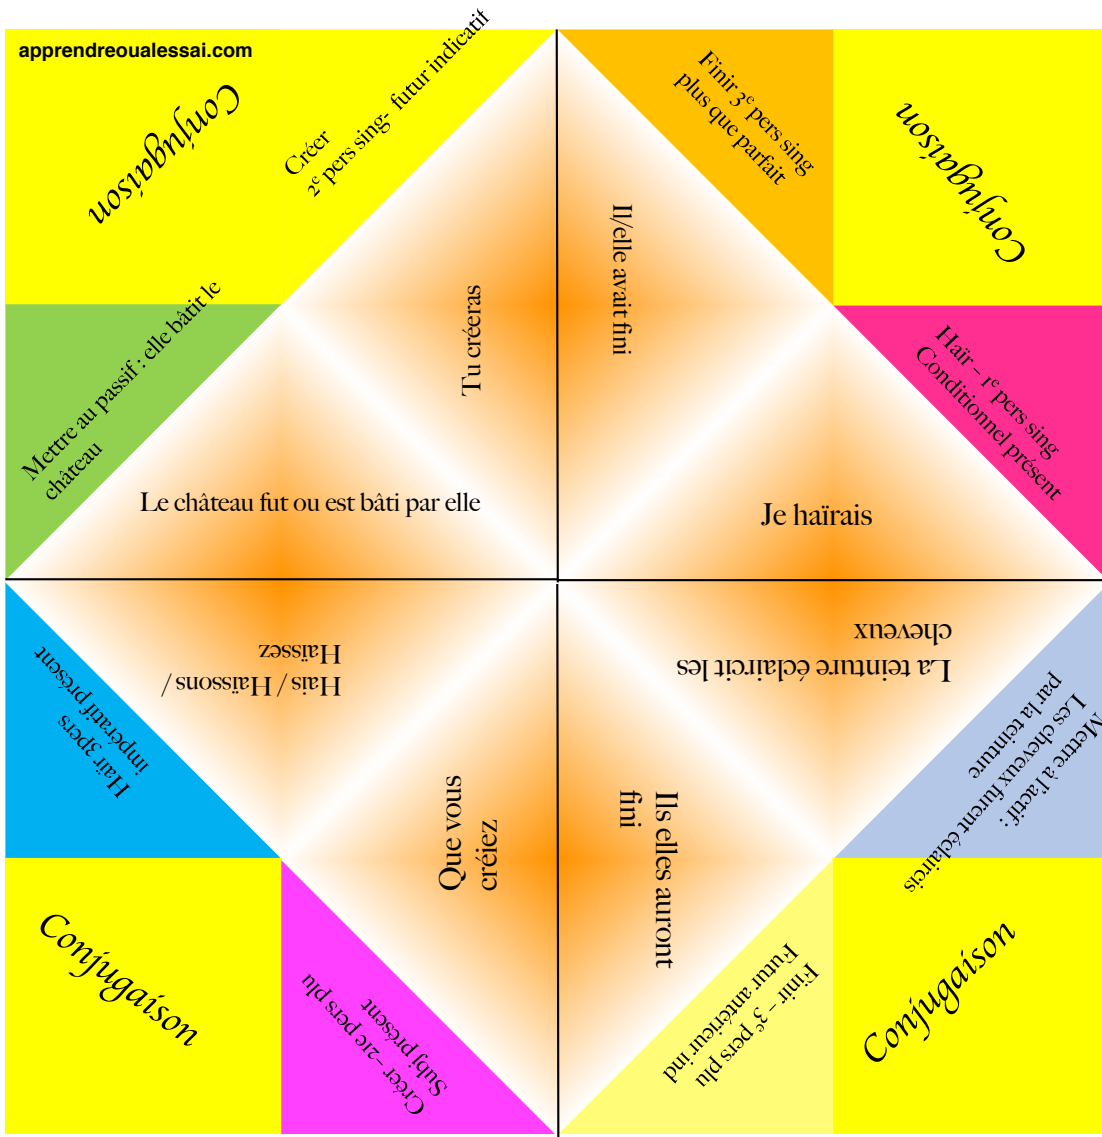 apprendreoualessai.com
Conjugaison
Créer
2e pers sing- futur indicatif
Finir 3e pers sing
plus que parfait
Conjugaison
Tu créeras
Il/elle avait fini
Mettre au passif : elle bâtit le
château
Haïr – 1e pers sing
Conditionnel présent
Le château fut ou est bâti par elle
Je haïrais
Haïr 3pers
impératif présent
Hais / Haïssons /
Haïssez
La teinture éclaircit les
cheveux
Mettre à l'actif :
Les cheveux furent éclaircis
par la teinture
Que vous
créiez
Ils elles auront
fini
Conjugaison
Créer –2ie pers plu
Subj présent
Finir – 3e pers plu
Futur antérieur ind
Conjugaison